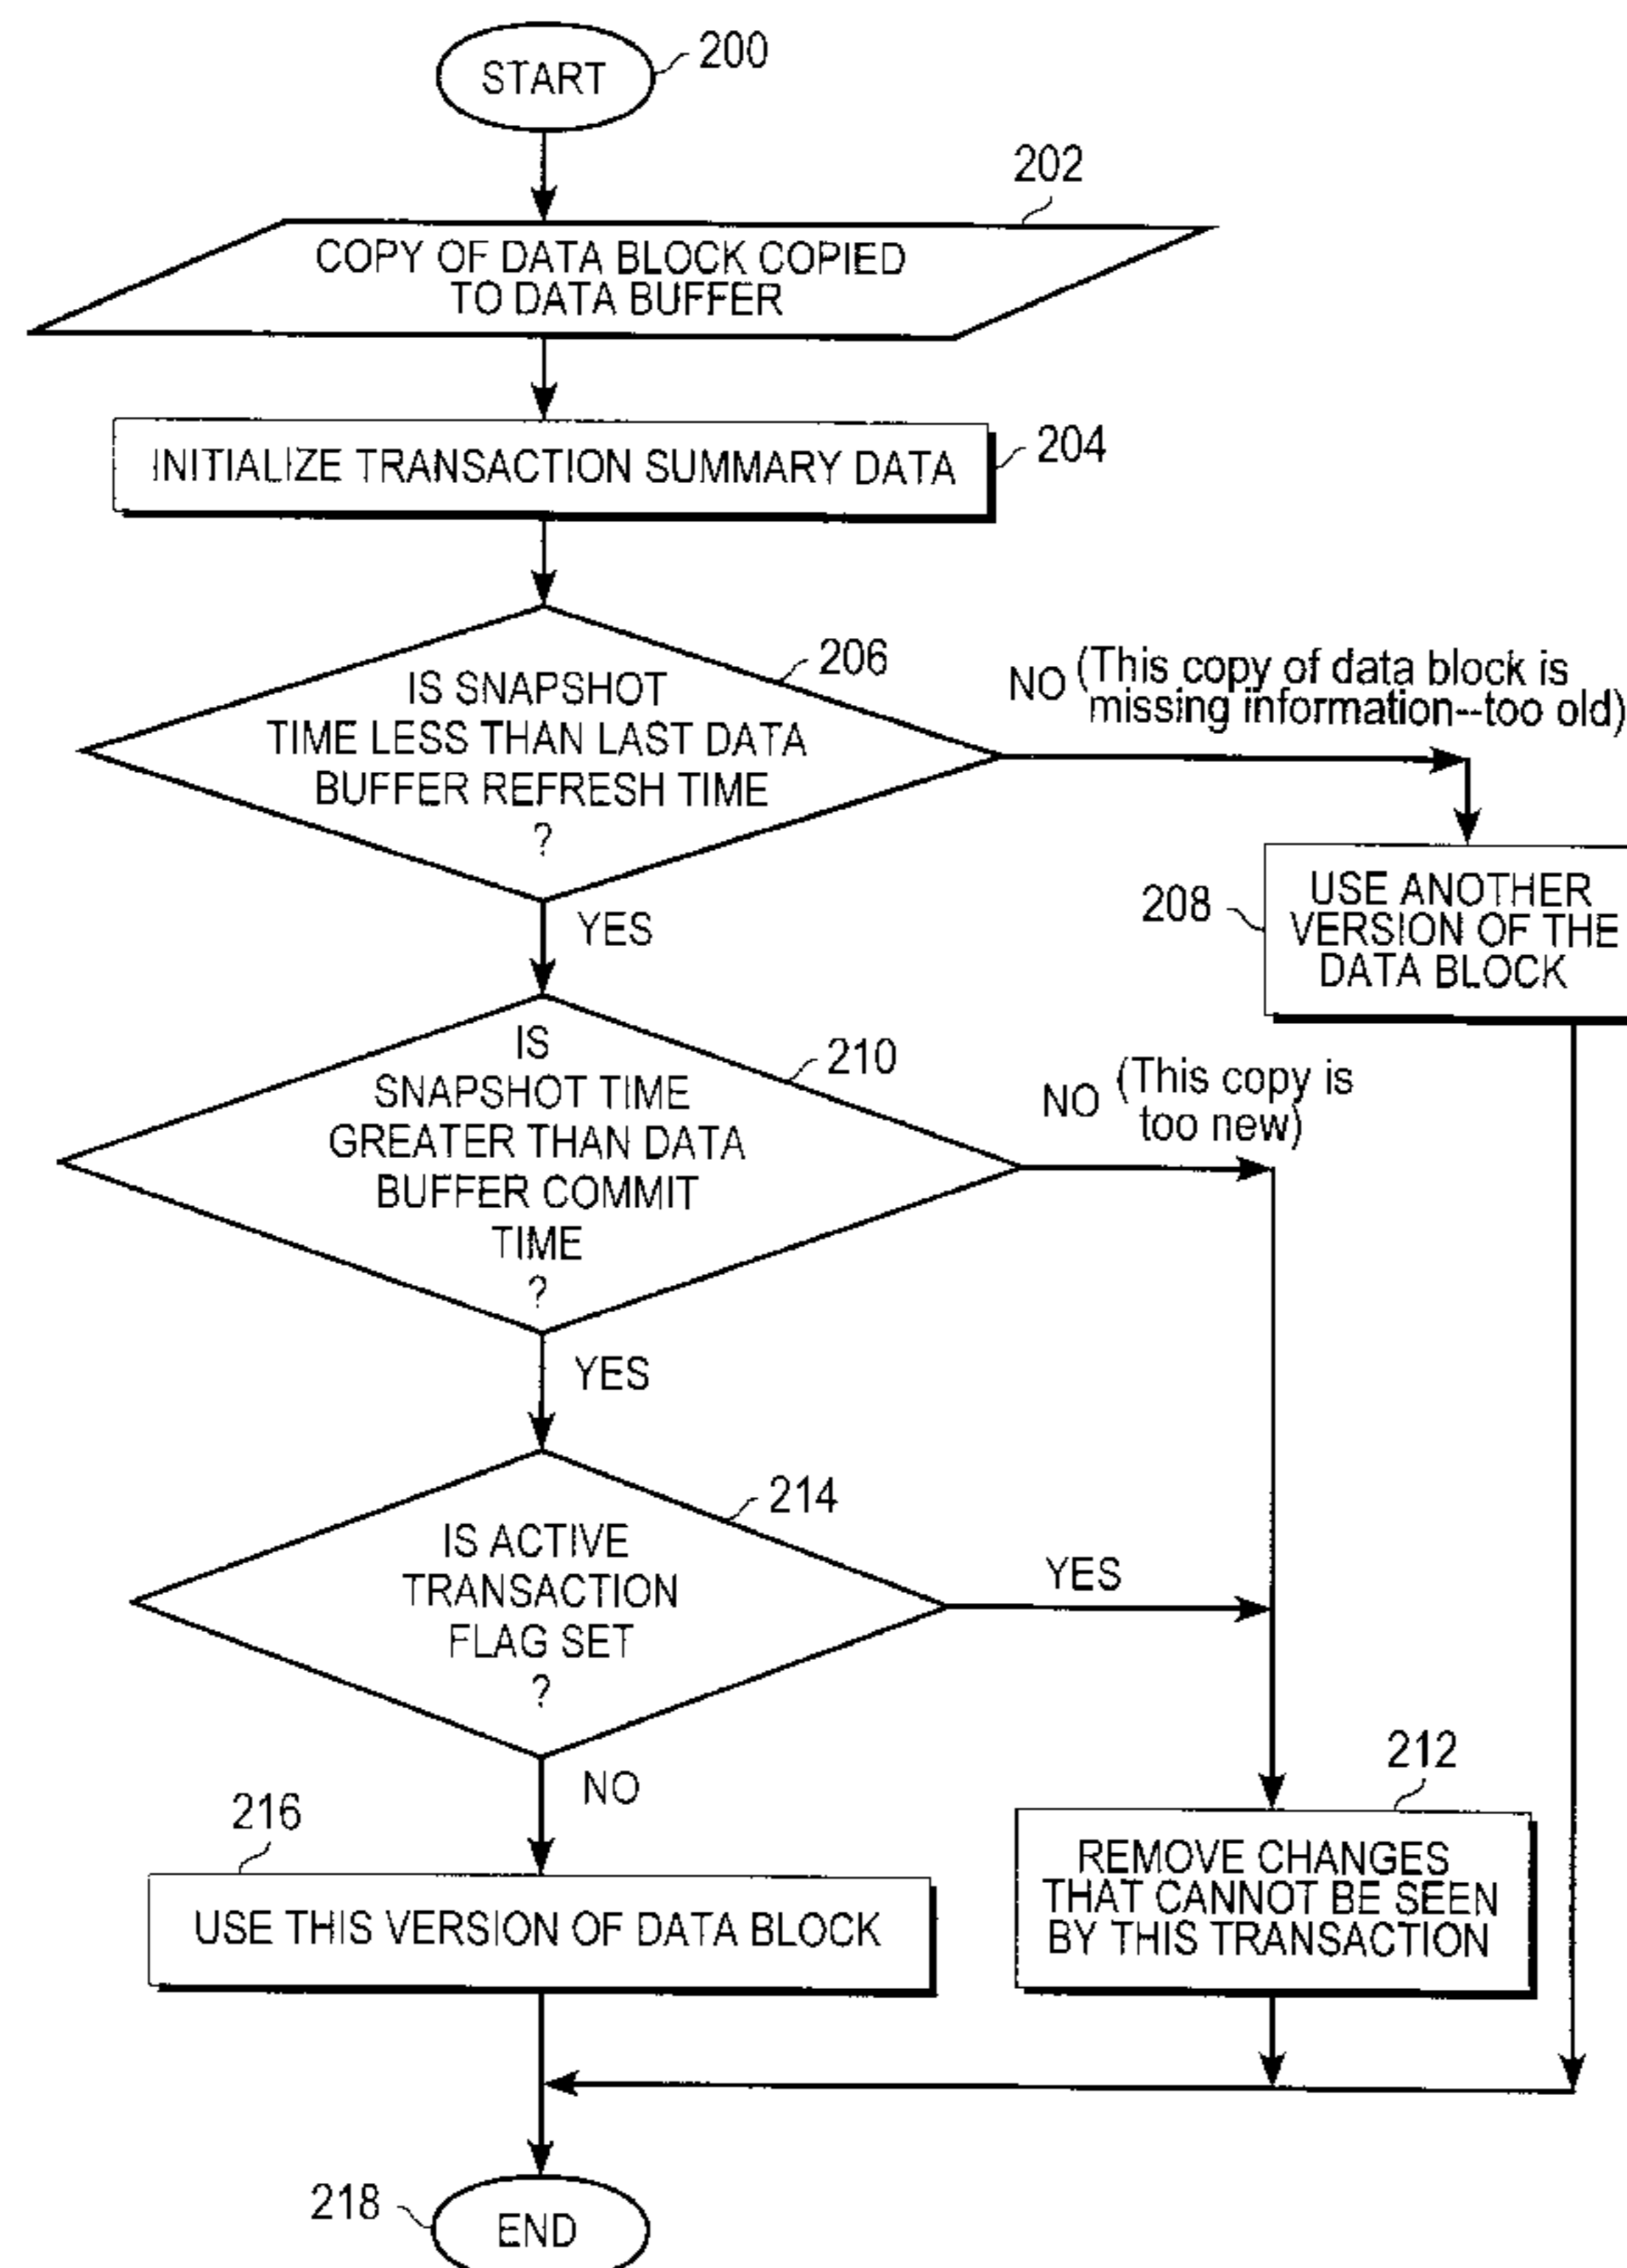 START
200
202
COPY OF DATA BLOCK COPIED
TO DATA BUFFER
INITIALIZE TRANSACTION SUMMARY DATA
204
IS SNAPSHOT
TIME LESS THAN LAST DATA
BUFFER REFRESH TIME
?
206
NO (This copy of data block is
missing information--too old)
YES
208
USE ANOTHER
VERSION OF THE
DATA BLOCK
IS
SNAPSHOT TIME
GREATER THAN DATA
BUFFER COMMIT
TIME
?
210
NO (This copy is
too new)
YES
214
IS ACTIVE
TRANSACTION
FLAG SET
?
YES
NO
212
REMOVE CHANGES
THAT CANNOT BE SEEN
BY THIS TRANSACTION
216
USE THIS VERSION OF DATA BLOCK
218
END